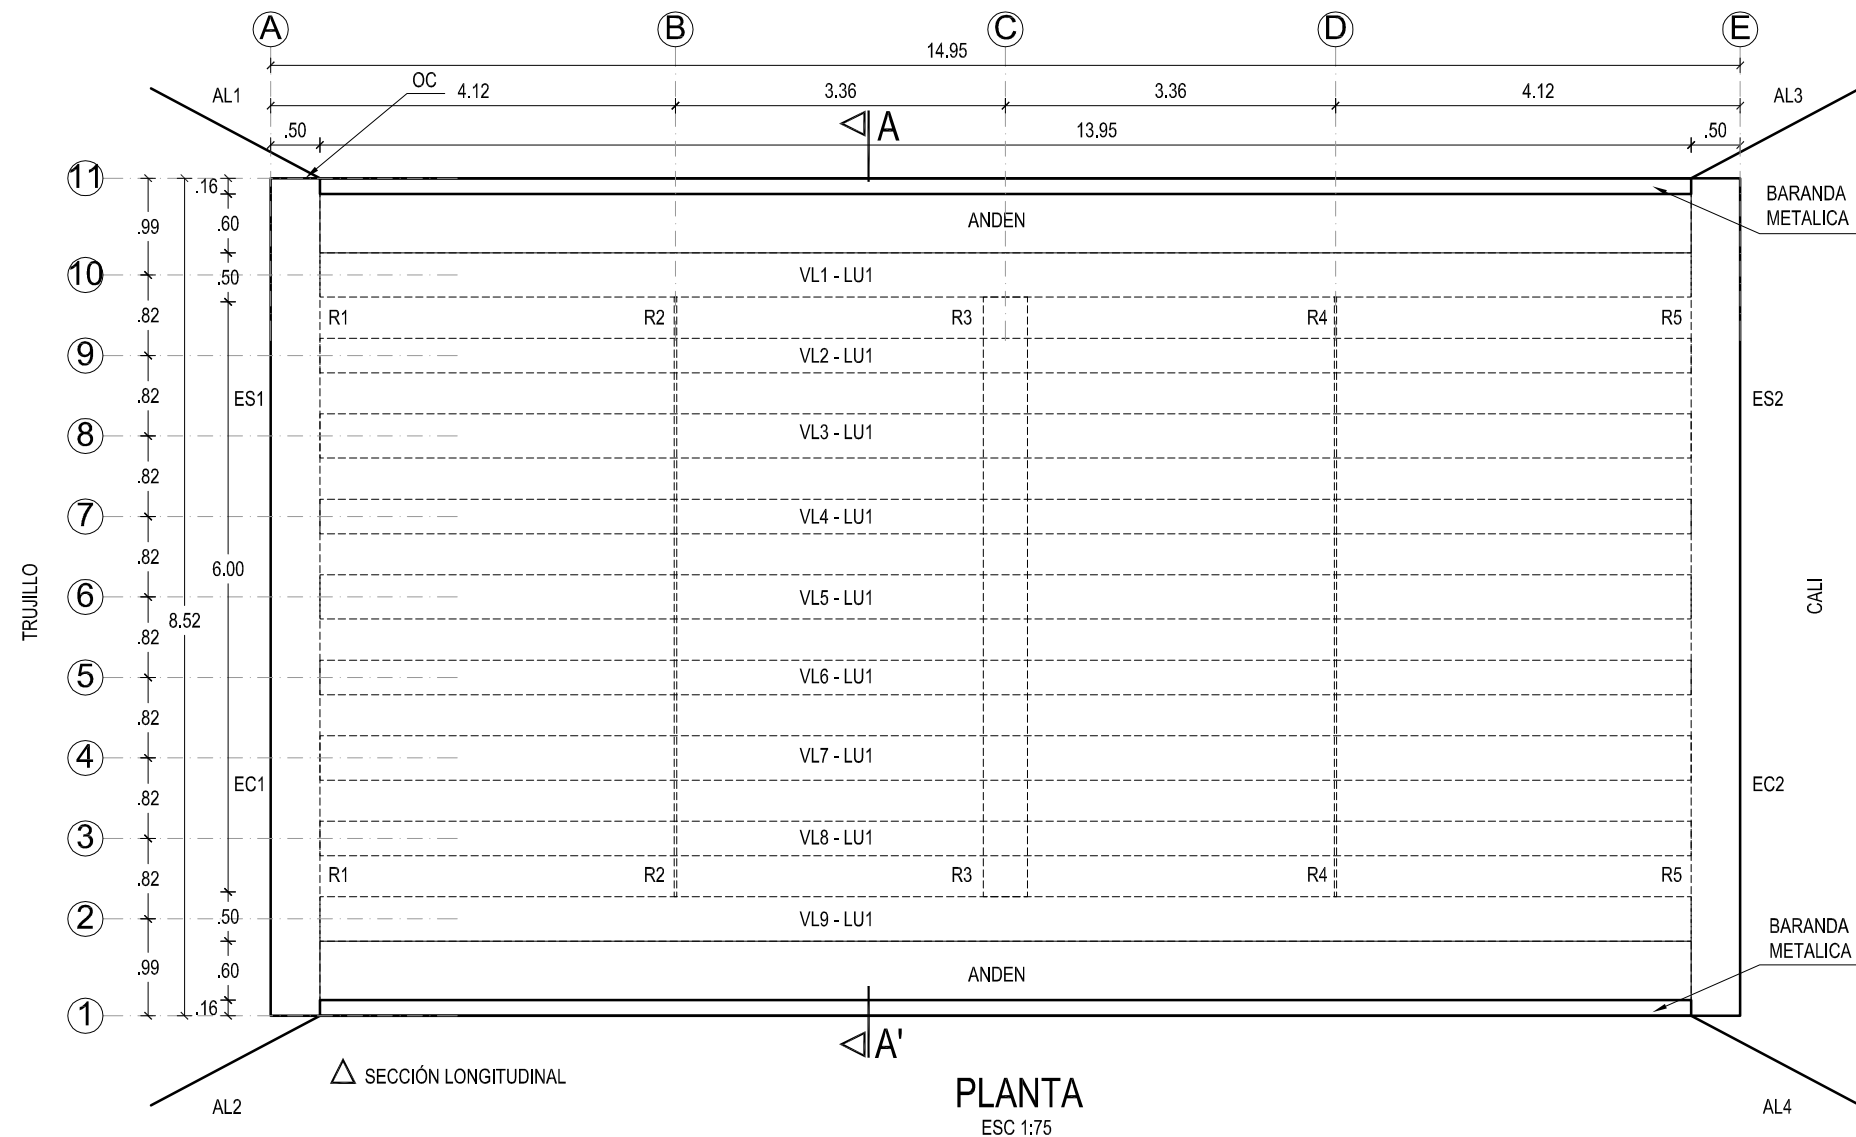 A B C D E
14.95
AL1 OC 4.12 3.36 3.36 4.12 AL3
.50 A 13.95 .50
11 .16
BARANDA
METALICA
.99 .60 ANDEN
10 .50 VL1 - LU1
.82 R1 R2 R3 R4 R5
9 VL2 - LU1
.82 ES1 ES2
8 VL3 - LU1
.82
7 VL4 - LU1
.82 6.00
TRUJILLO 6 VL5 - LU1 CALI
8.52
.82
5 VL6 - LU1
.82
4 VL7 - LU1
.82 EC1 EC2
3 VL8 - LU1
.82 R1 R2 R3 R4 R5
2 .50 VL9 - LU1
BARANDA
METALICA
.99 .60 ANDEN
1 .16
A'
SECCIÓN LONGITUDINAL
PLANTA
AL2 AL4
ESC 1:75